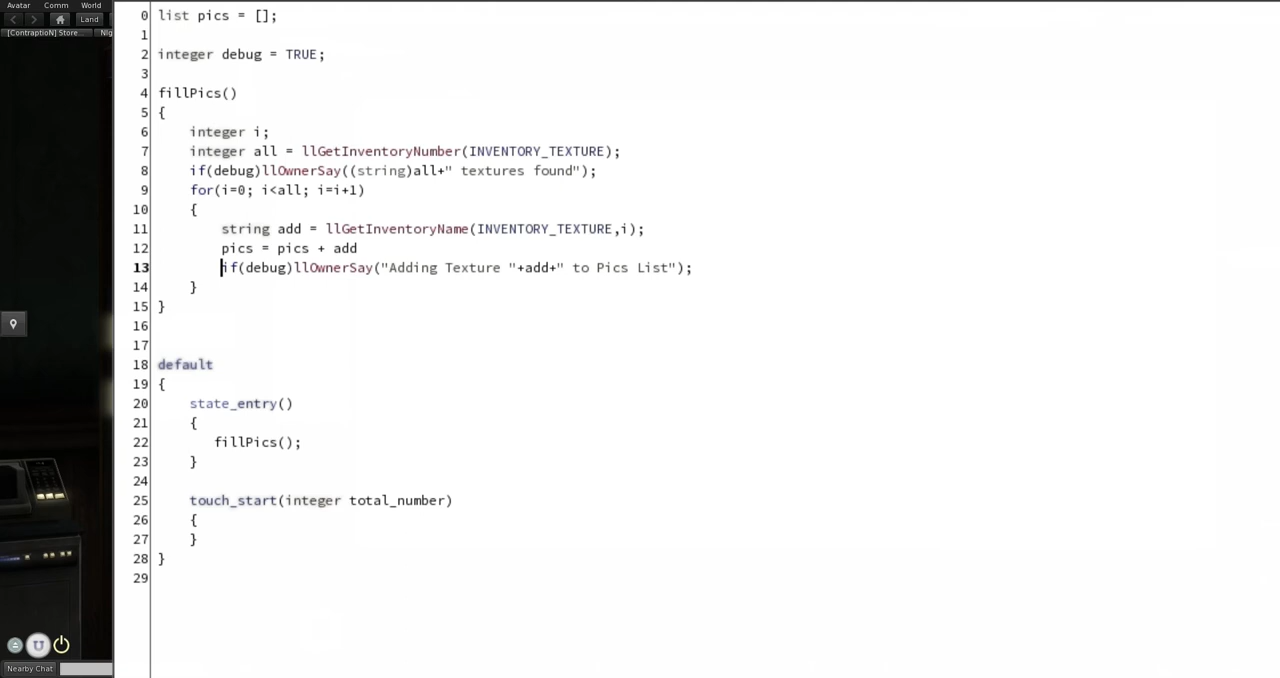 Avatar Comm World
Land
[ContraptioN] Store... Nig
0 list pics = [];
1
2 integer debug = TRUE;
3
4 fillPics()
5 {
6 integer i;
7 integer all = llGetInventoryNumber(INVENTORY_TEXTURE);
8 if(debug)llOwnerSay((string)all+" textures found");
9 for(i=0; i<all; i=i+1)
10 {
11 string add = llGetInventoryName(INVENTORY_TEXTURE,i);
12 pics = pics + add
13 if(debug)llOwnerSay("Adding Texture "+add+" to Pics List");
14 }
15 }
16
17
18 default
19 {
20 state_entry()
21 {
22 fillPics();
23 }
24
25 touch_start(integer total_number)
26 {
27 }
28 }
29
Nearby Chat